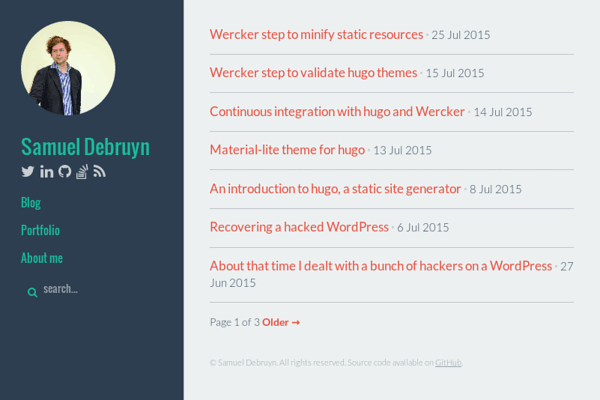 Samuel Debruyn
Blog
Portfolio
About me
search...
Wercker step to minify static resources · 25 Jul 2015
Wercker step to validate hugo themes · 15 Jul 2015
Continuous integration with hugo and Wercker · 14 Jul 2015
Material-lite theme for hugo · 13 Jul 2015
An introduction to hugo, a static site generator · 8 Jul 2015
Recovering a hacked WordPress · 6 Jul 2015
About that time I dealt with a bunch of hackers on a WordPress · 27
Jun 2015
Page 1 of 3 Older →
© Samuel Debruyn. All rights reserved. Source code available on GitHub.